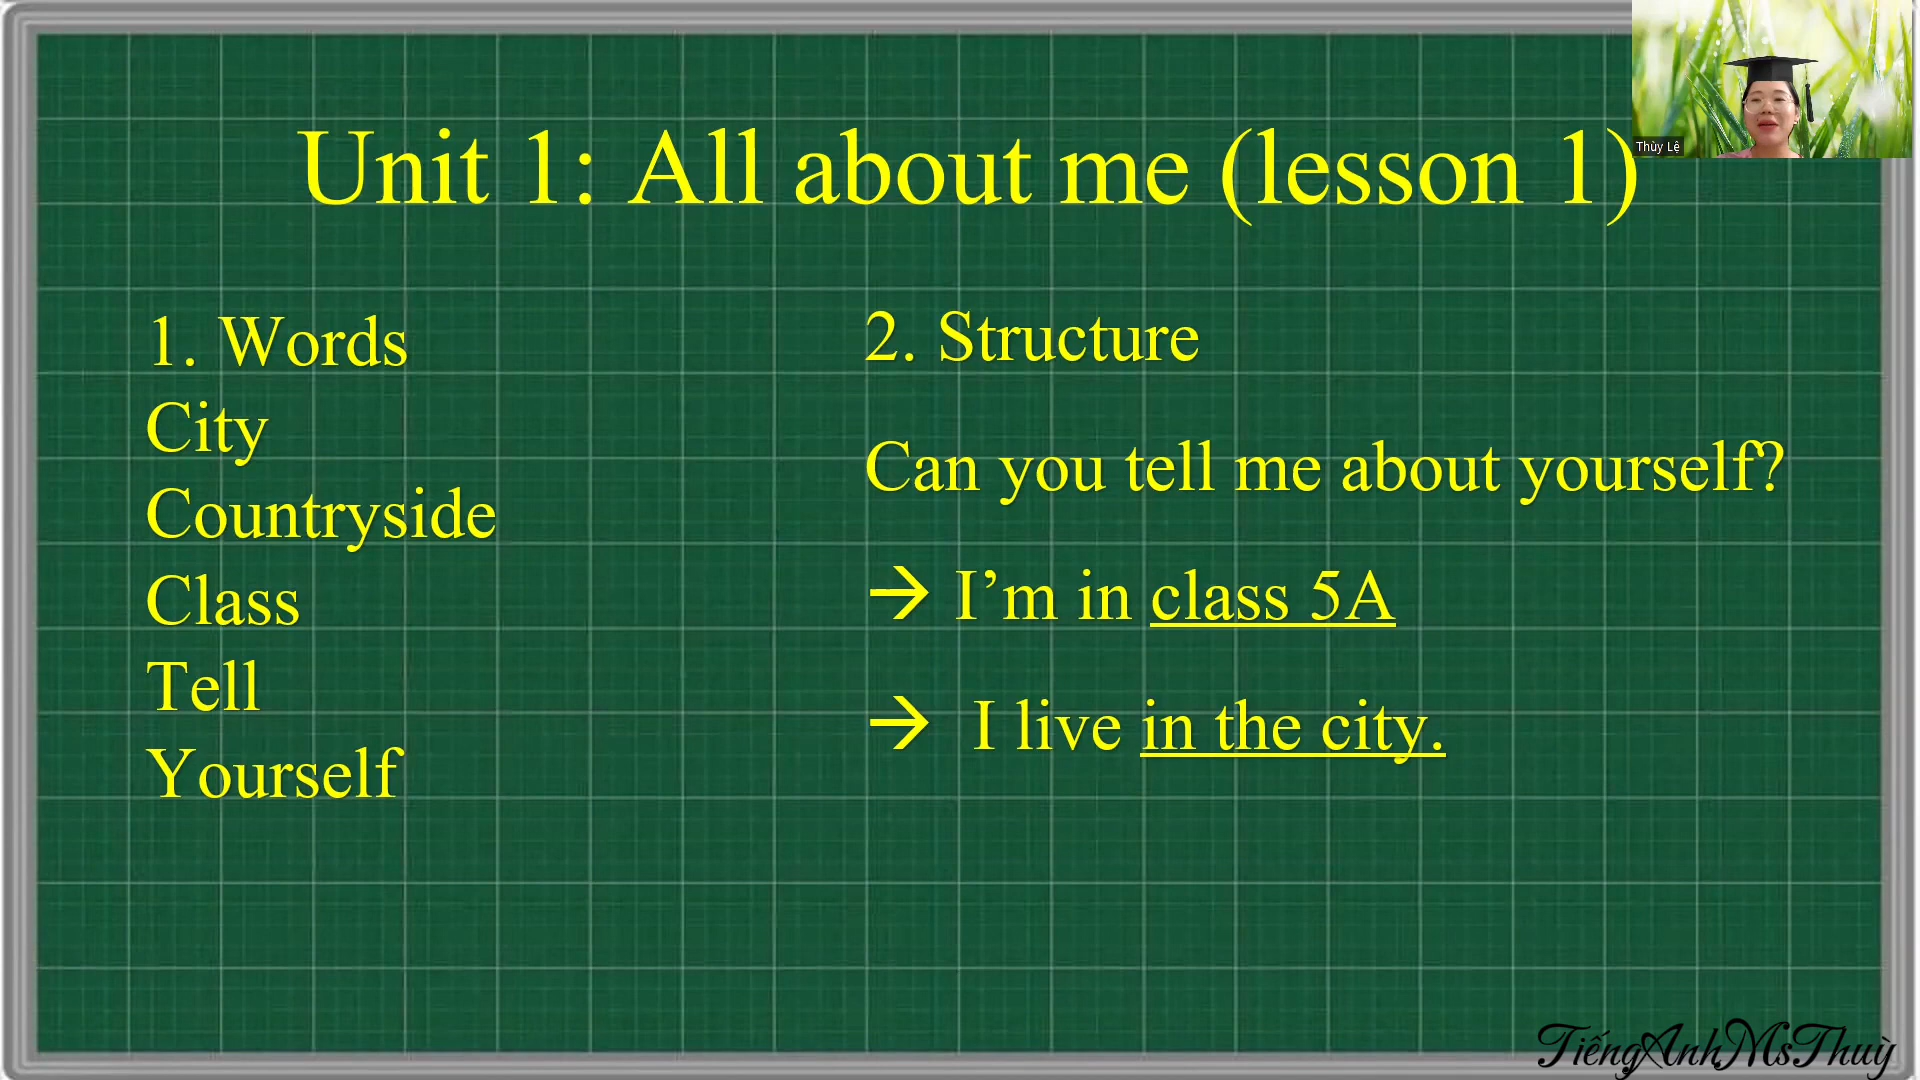 Unit 1: All about me (lesson 1)
Thùy Lệ
1. Words
City
Countryside
Class
Tell
Yourself
2. Structure
Can you tell me about yourself?
→ I’m in class 5A
→ I live in the city.
TiếngAnhMsThuỳ